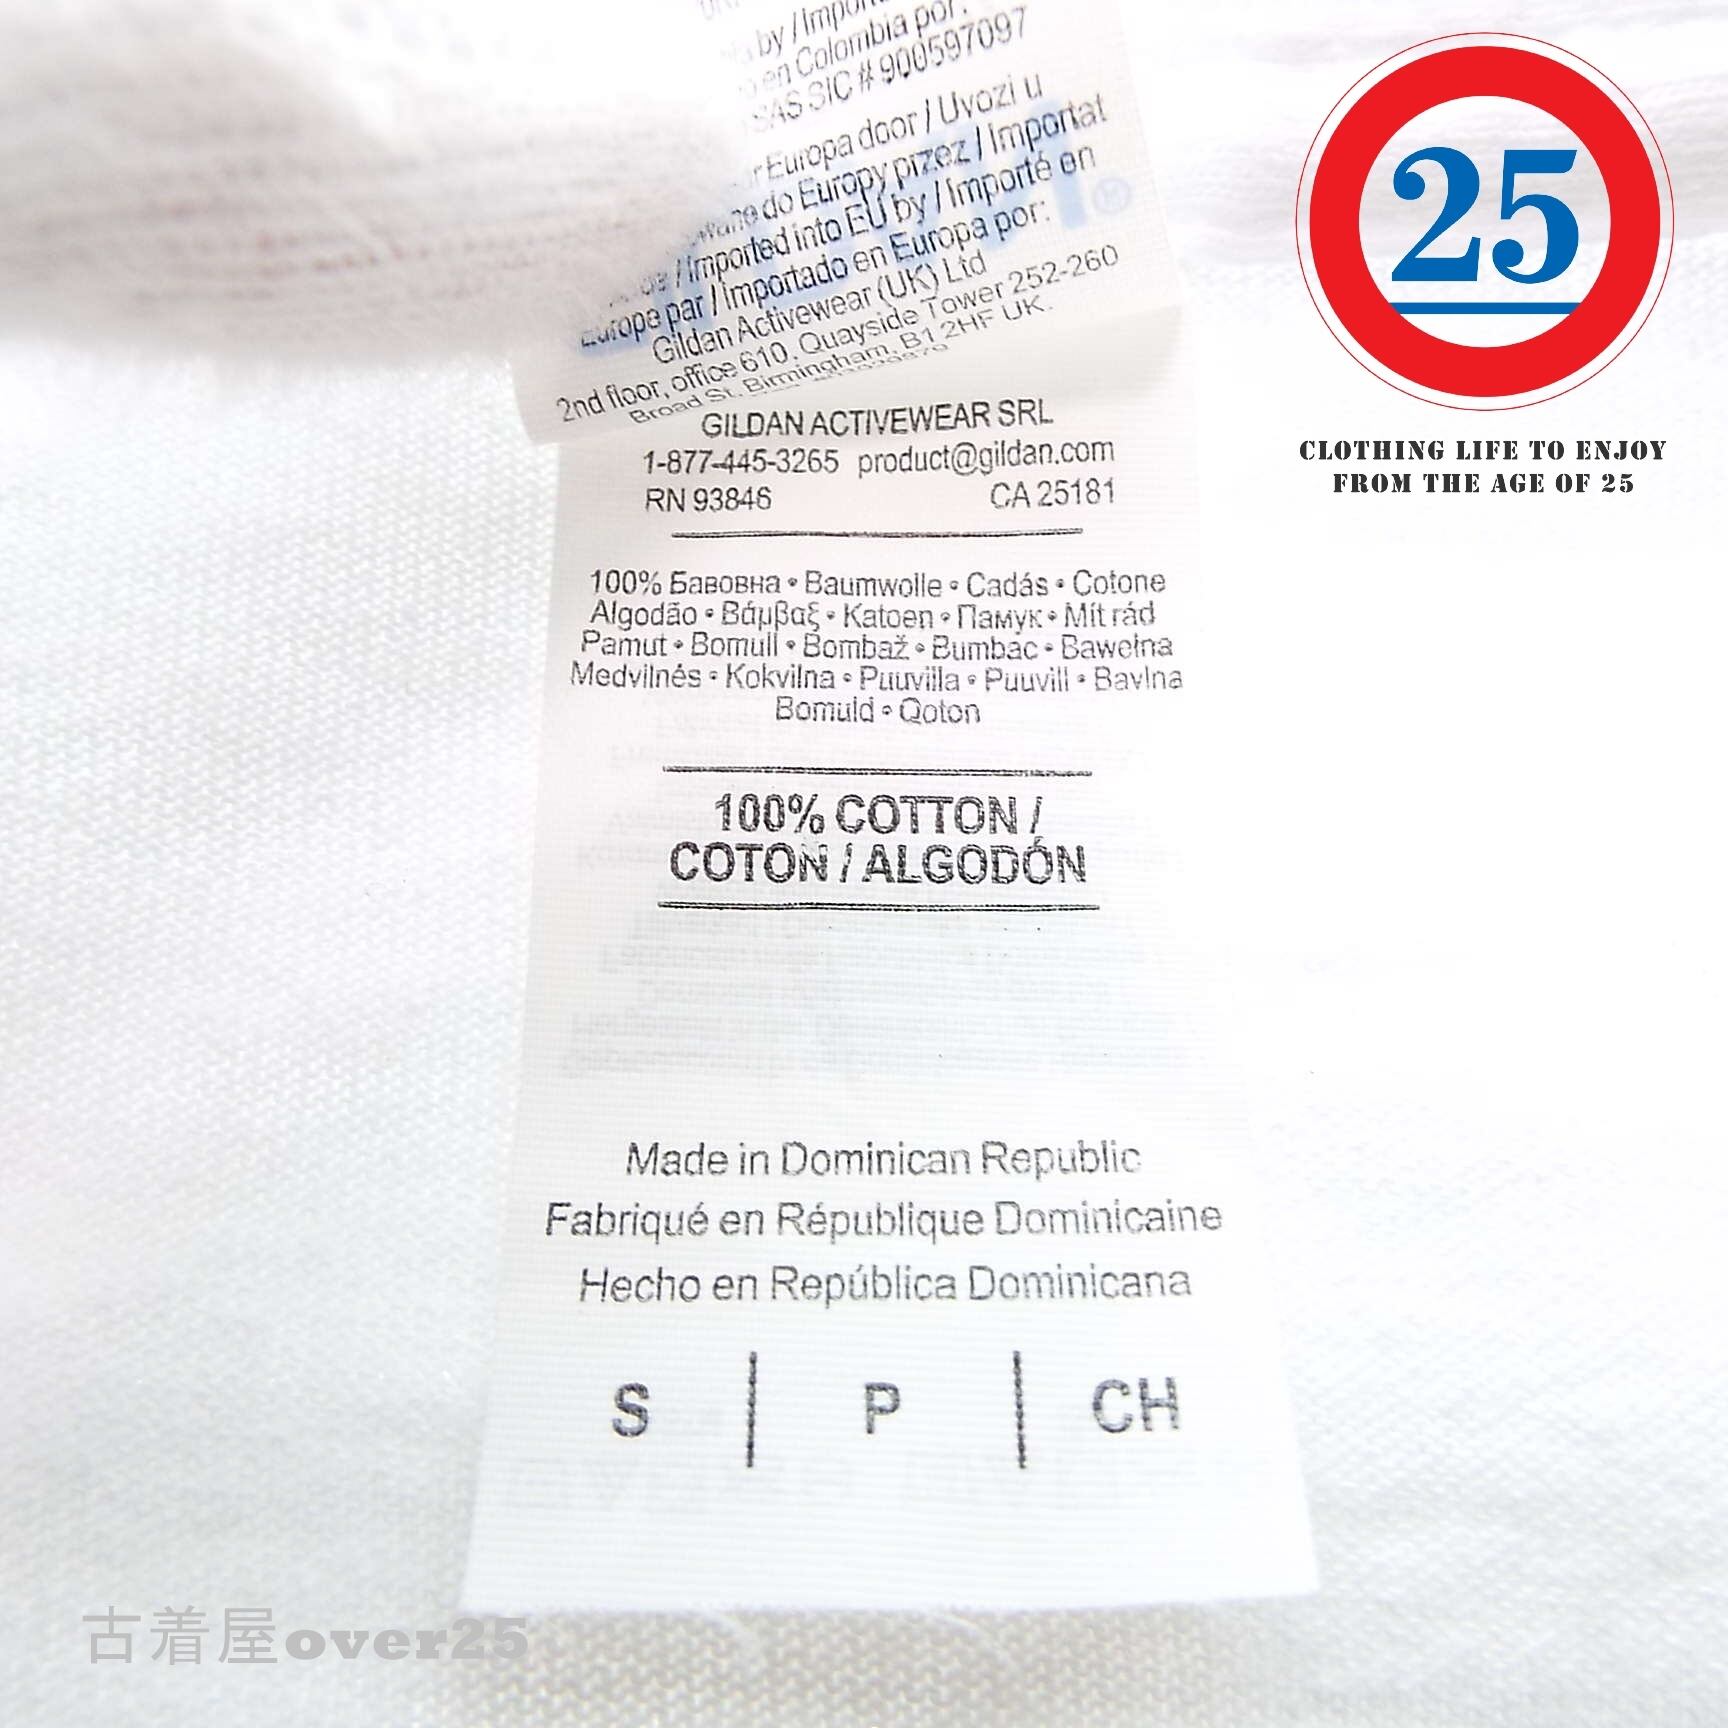 by / Impor
en Colombia por:
SAS SIC # 900597097
Europa door / Uvozi u
do Europy przez / Importat
/ Imported into EU by / Importé en
Europe par / Importado en Europa por:
Gildan Activewear (UK) Ltd
2nd floor, office 610, Quayside Tower 252-260
Broad St. Birmingham, B1 2HF UK.
GILDAN ACTIVEWEAR SRL
1-877-445-3265 product@gildan.com
RN 93846 CA 25181
100% Бавовна • Baumwolle • Cadás • Cotone
Algodão • Βάμβαξ • Katoen • Памук • Mít rád
Pamut • Bomull • Bombaž • Bumbac • Bawełna
Medvilnés • Kokvilna • Puuvilla • Puuvill • Bavlna
Bomuld • Qoton
100% COTTON /
COTON / ALGODÓN
Made in Dominican Republic
Fabriqué en République Dominicaine
Hecho en República Dominicana
S | P | CH
25
CLOTHING LIFE TO ENJOY
FROM THE AGE OF 25
古着屋over25